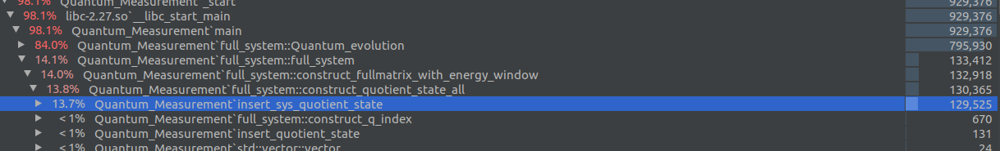 98.1% Quantum_Measurement`_start 929,376
98.1% libc-2.27.so`__libc_start_main 929,376
98.1% Quantum_Measurement`main 929,376
84.0% Quantum_Measurement`full_system::Quantum_evolution 795,930
14.1% Quantum_Measurement`full_system::full_system 133,412
14.0% Quantum_Measurement`full_system::construct_fullmatrix_with_energy_window 132,918
13.8% Quantum_Measurement`full_system::construct_quotient_state_all 130,365
13.7% Quantum_Measurement`insert_sys_quotient_state 129,525
< 1% Quantum_Measurement`full_system::construct_q_index 670
< 1% Quantum_Measurement`insert_quotient_state 131
< 1% Quantum_Measurement`std::vector::vector 24